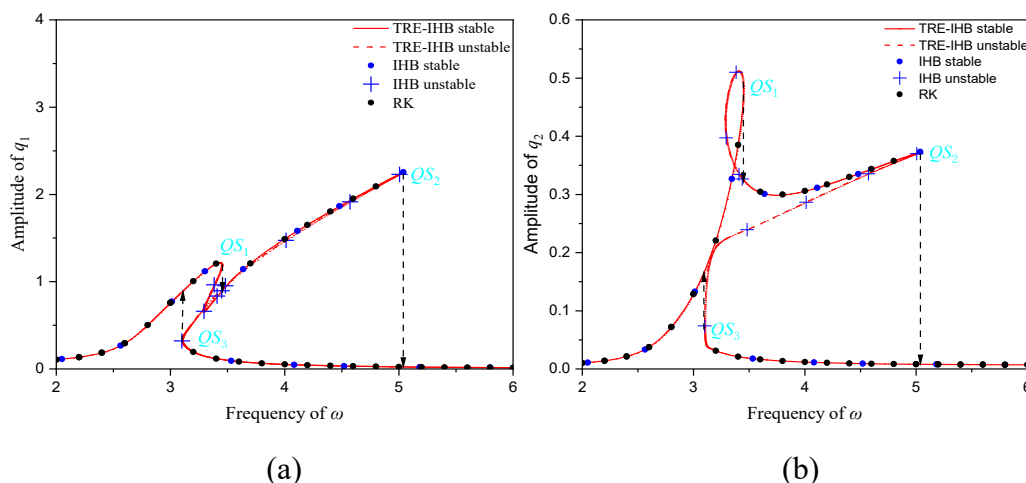 4
3
2
1
0
2
3
4
5
6
Amplitude of q1
Frequency of ω
TRE-IHB stable
TRE-IHB unstable
IHB stable
IHB unstable
RK
QS1
QS2
QS3
(a)
0.6
0.5
0.4
0.3
0.2
0.1
0.0
2
3
4
5
6
Amplitude of q2
Frequency of ω
TRE-IHB stable
TRE-IHB unstable
IHB stable
IHB unstable
RK
QS1
QS2
QS3
(b)